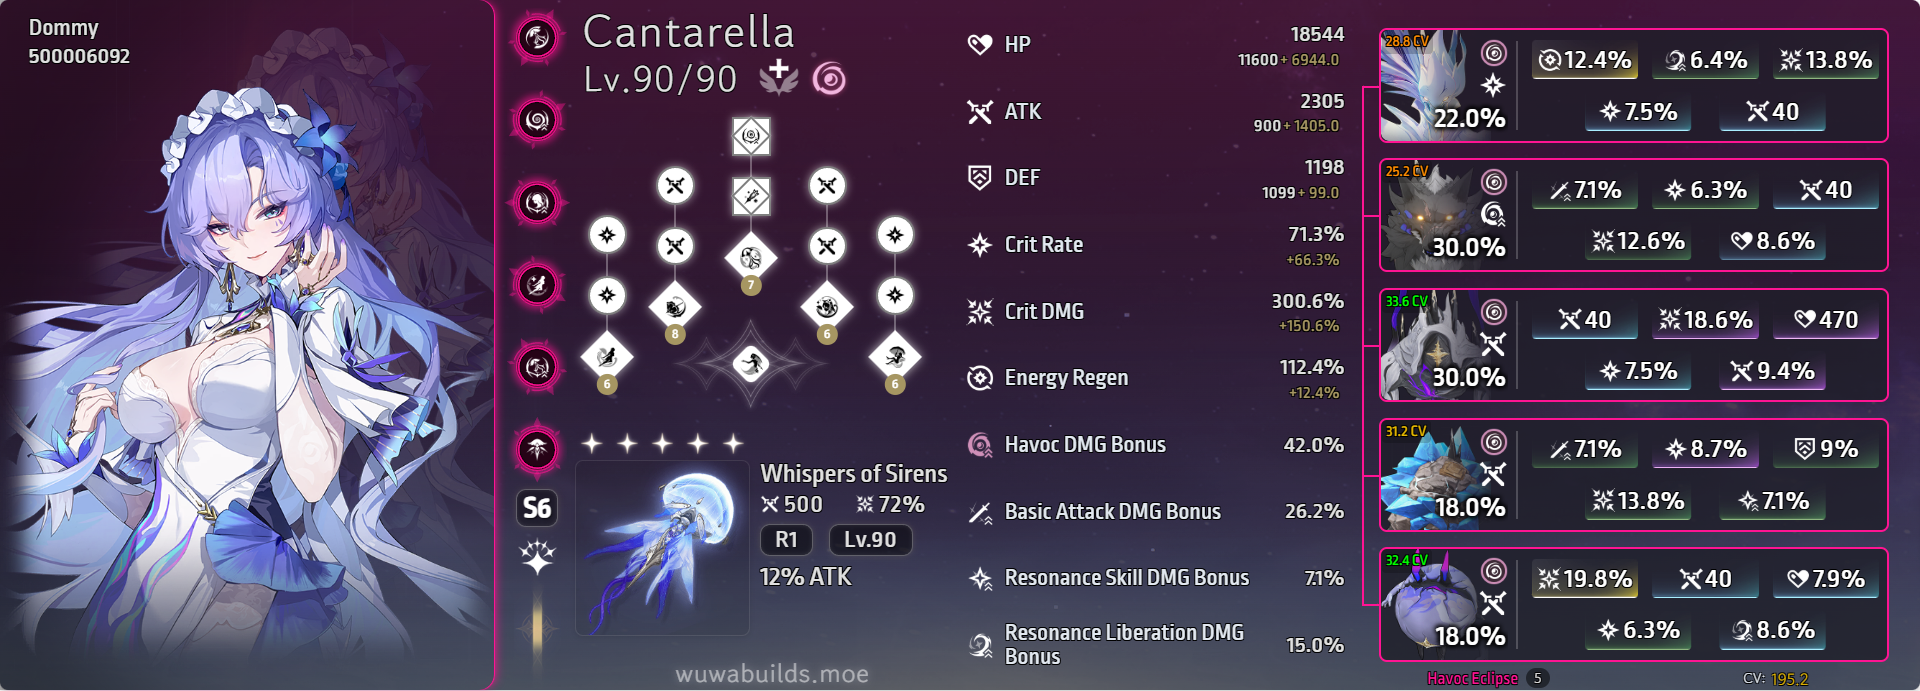 Dommy
500006092
Cantarella
Lv.90/90
7
8
6
6
6
S6
Whispers of Sirens
500 72%
R1 Lv.90
12% ATK
wuwabuilds.moe
HP 18544
11600 + 6944.0
ATK 2305
900 + 1405.0
DEF 1198
1099 + 99.0
Crit Rate 71.3%
+66.3%
Crit DMG 300.6%
+150.6%
Energy Regen 112.4%
+12.4%
Havoc DMG Bonus 42.0%
Basic Attack DMG Bonus 26.2%
Resonance Skill DMG Bonus 7.1%
Resonance Liberation DMG
Bonus 15.0%
28.8 CV
22.0%
12.4% 6.4% 13.8%
7.5% 40
25.2 CV
30.0%
7.1% 6.3% 40
12.6% 8.6%
33.6 CV
30.0%
40 18.6% 470
7.5% 9.4%
31.2 CV
18.0%
7.1% 8.7% 9%
13.8% 7.1%
32.4 CV
18.0%
19.8% 40 7.9%
6.3% 8.6%
Havoc Eclipse 5 CV: 195.2